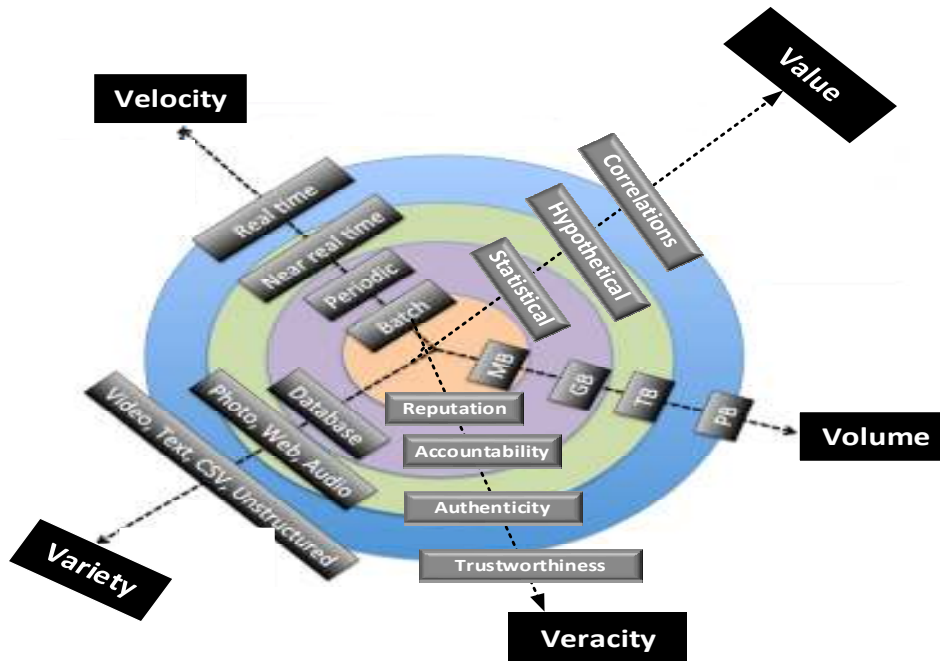 Value
Velocity
Correlations
Real time
Hypothetical
Near real time
Statistical
Periodic
Batch
MB
GB
TB
PB
Volume
Database
Photo, Web, Audio
Video, Text, CSV, Unstructured
Variety
Reputation
Accountability
Authenticity
Trustworthiness
Veracity